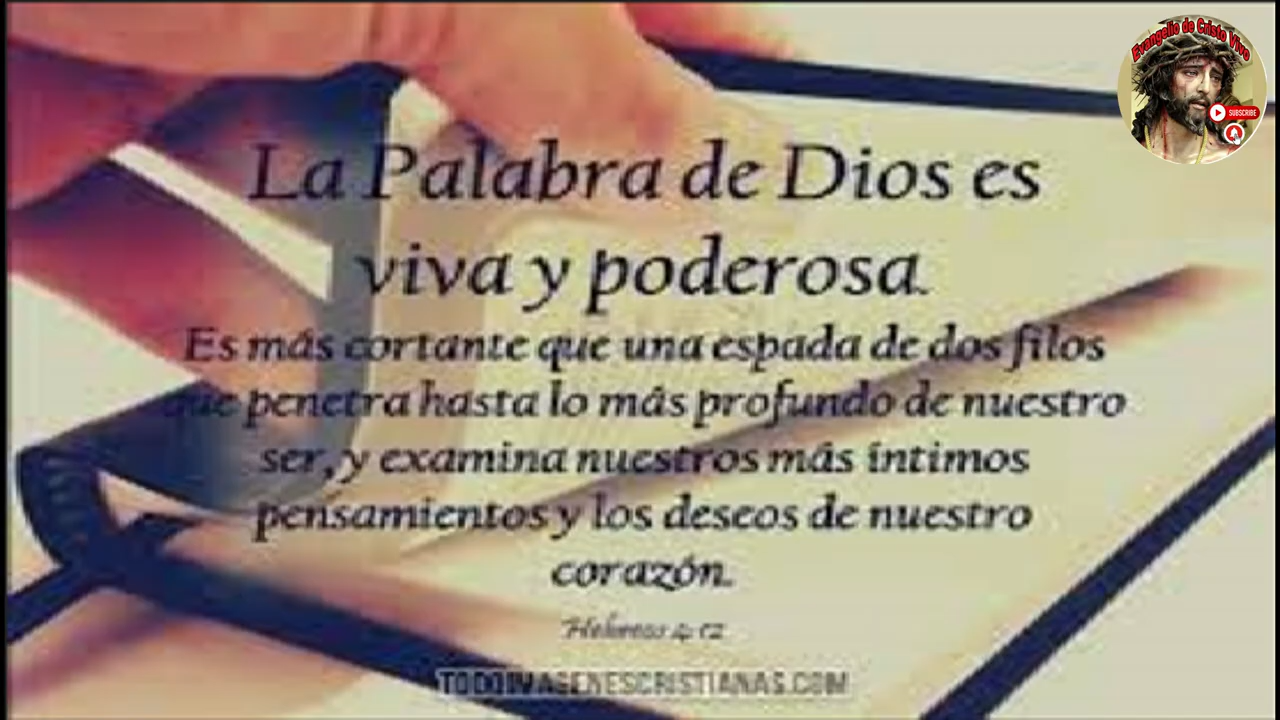 Evangelio de Cristo Vivo
SUBSCRIBE
La Palabra de Dios es
viva y poderosa.
Es más cortante que una espada de dos filos
que penetra hasta lo más profundo de nuestro
ser, y examina nuestros más íntimos
pensamientos y los deseos de nuestro
corazón.
Hebreos 4:12
TODOIMAGENESCRISTIANAS.COM